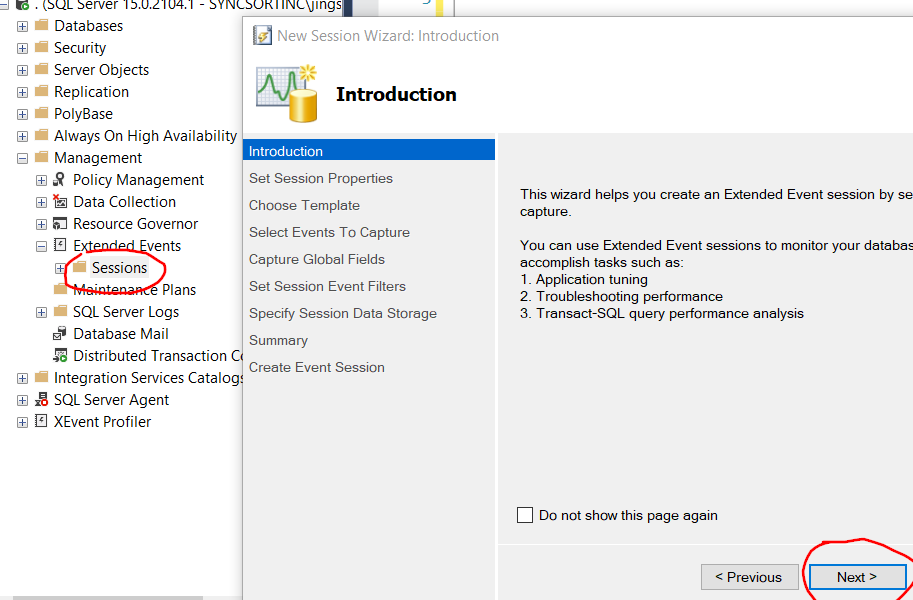 . (SQL Server 15.0.2104.1 - SYNCSORTINC\jings
Databases
Security
Server Objects
Replication
PolyBase
Always On High Availability
Management
Policy Management
Data Collection
Resource Governor
Extended Events
Sessions
Maintenance Plans
SQL Server Logs
Database Mail
Distributed Transaction Co
Integration Services Catalogs
SQL Server Agent
XEvent Profiler
New Session Wizard: Introduction
Introduction
Introduction
Set Session Properties
Choose Template
Select Events To Capture
Capture Global Fields
Set Session Event Filters
Specify Session Data Storage
Summary
Create Event Session
This wizard helps you create an Extended Event session by se
capture.
You can use Extended Event sessions to monitor your databas
accomplish tasks such as:
1. Application tuning
2. Troubleshooting performance
3. Transact-SQL query performance analysis
Do not show this page again
< Previous
Next >